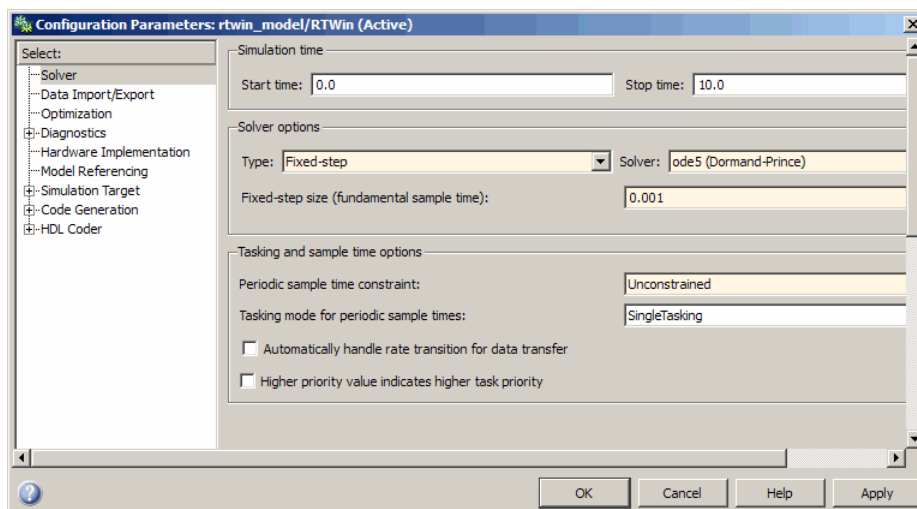 Configuration Parameters: rtwin_model/RTWin (Active)
Select:
Solver
Data Import/Export
Optimization
Diagnostics
Hardware Implementation
Model Referencing
Simulation Target
Code Generation
HDL Coder
Simulation time
Start time: 0.0 Stop time: 10.0
Solver options
Type: Fixed-step Solver: ode5 (Dormand-Prince)
Fixed-step size (fundamental sample time): 0.001
Tasking and sample time options
Periodic sample time constraint: Unconstrained
Tasking mode for periodic sample times: SingleTasking
Automatically handle rate transition for data transfer
Higher priority value indicates higher task priority
OK Cancel Help Apply